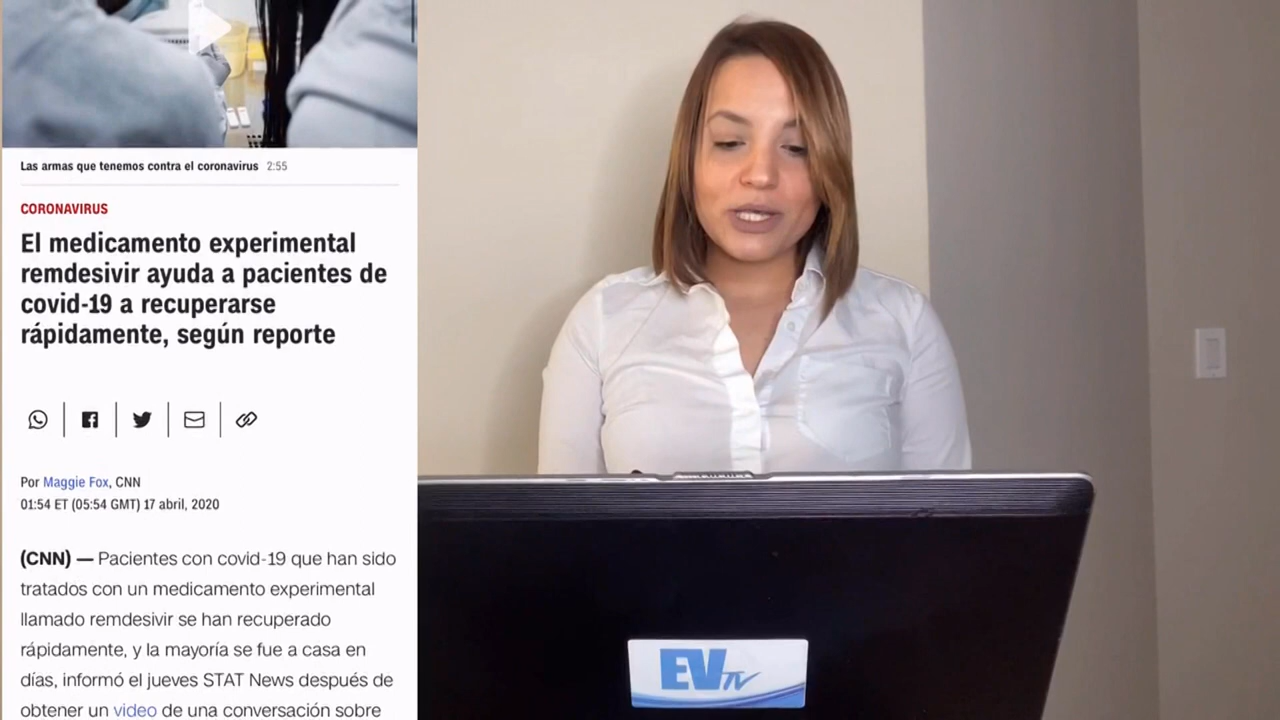 Las armas que tenemos contra el coronavirus 2:55
CORONAVIRUS
El medicamento experimental
remdesivir ayuda a pacientes de
covid-19 a recuperarse
rápidamente, según reporte
Por Maggie Fox, CNN
01:54 ET (05:54 GMT) 17 abril, 2020
(CNN) — Pacientes con covid-19 que han sido
tratados con un medicamento experimental
llamado remdesivir se han recuperado
rápidamente, y la mayoría se fue a casa en
días, informó el jueves STAT News después de
obtener un video de una conversación sobre
EVTV